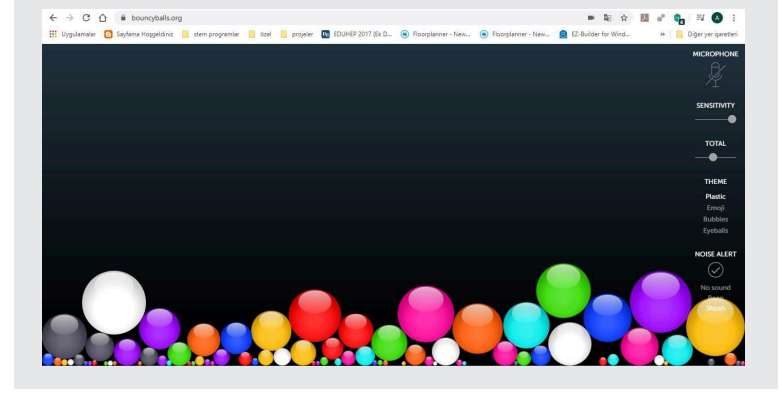 bouncyballs.org
Uygulamalar Sayfama Hoşgeldiniz stem programlar özel projeler EDUHEP 2017 (Ek D... Floorplanner - New... Floorplanner - New... EZ-Builder for Wind... » Diğer yer işaretleri
MICROPHONE
SENSITIVITY
TOTAL
THEME
Plastic
Emoji
Bubbles
Eyeballs
NOISE ALERT
No sound
Beep
Shush